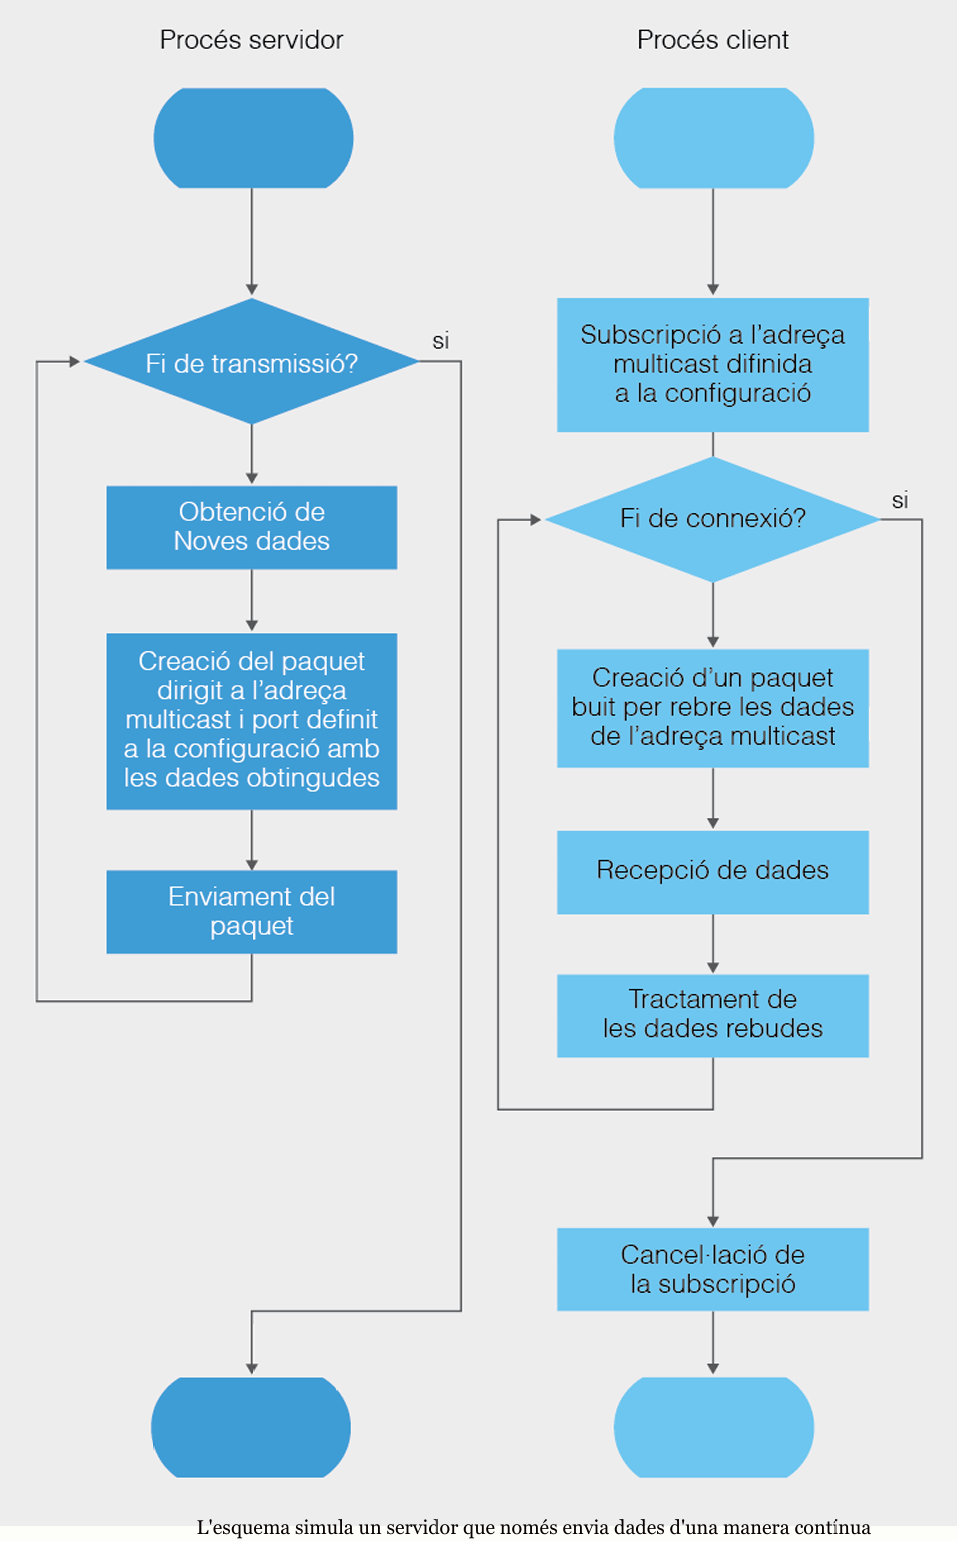 Procés servidor
Fi de transmissió?
si
Obtenció de
Noves dades
Creació del paquet
dirigit a l'adreça
multicast i port definit
a la configuració amb
les dades obtingudes
Enviament del
paquet
Procés client
Subscripció a l'adreça
multicast difinida
a la configuració
Fi de connexió?
si
Creació d'un paquet
buit per rebre les dades
de l'adreça multicast
Recepció de dades
Tractament de
les dades rebudes
Cancel·lació de
la subscripció
L'esquema simula un servidor que només envia dades d'una manera contínua